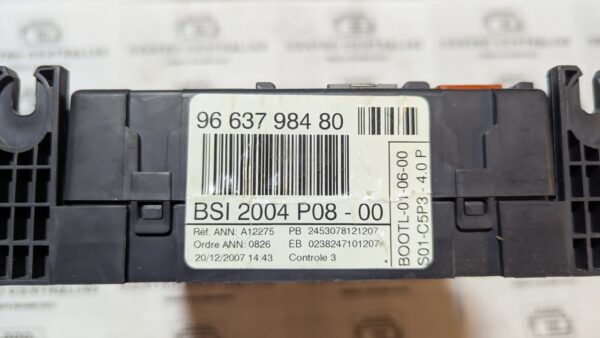 96 637 984 80
BSI 2004 P08 - 00
Réf. ANN: A12275 PB 2453078121207
Ordre ANN: 0826 EB 0238247101207
20/12/2007 14:43 Controle 3
BOOTL-01-06-00
S01-C5P3 - 4.0 P